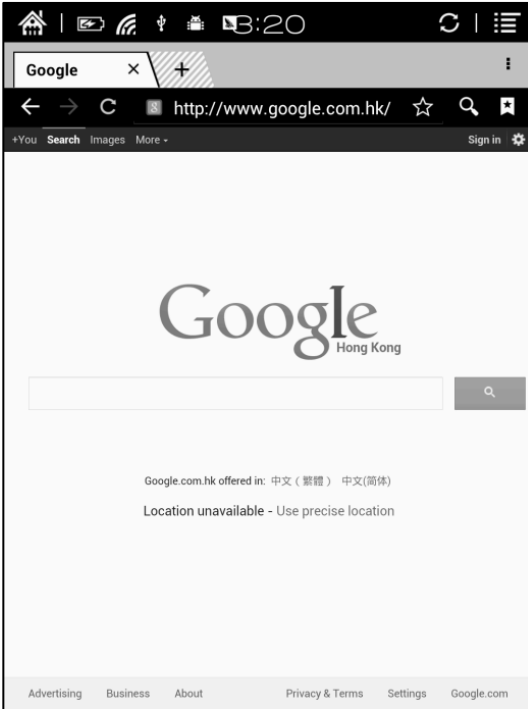 3:20
Google
http://www.google.com.hk/
+You Search Images More Sign in
Google
Hong Kong
Google.com.hk offered in: 中文（繁體） 中文(简体)
Location unavailable - Use precise location
Advertising Business About Privacy & Terms Settings Google.com